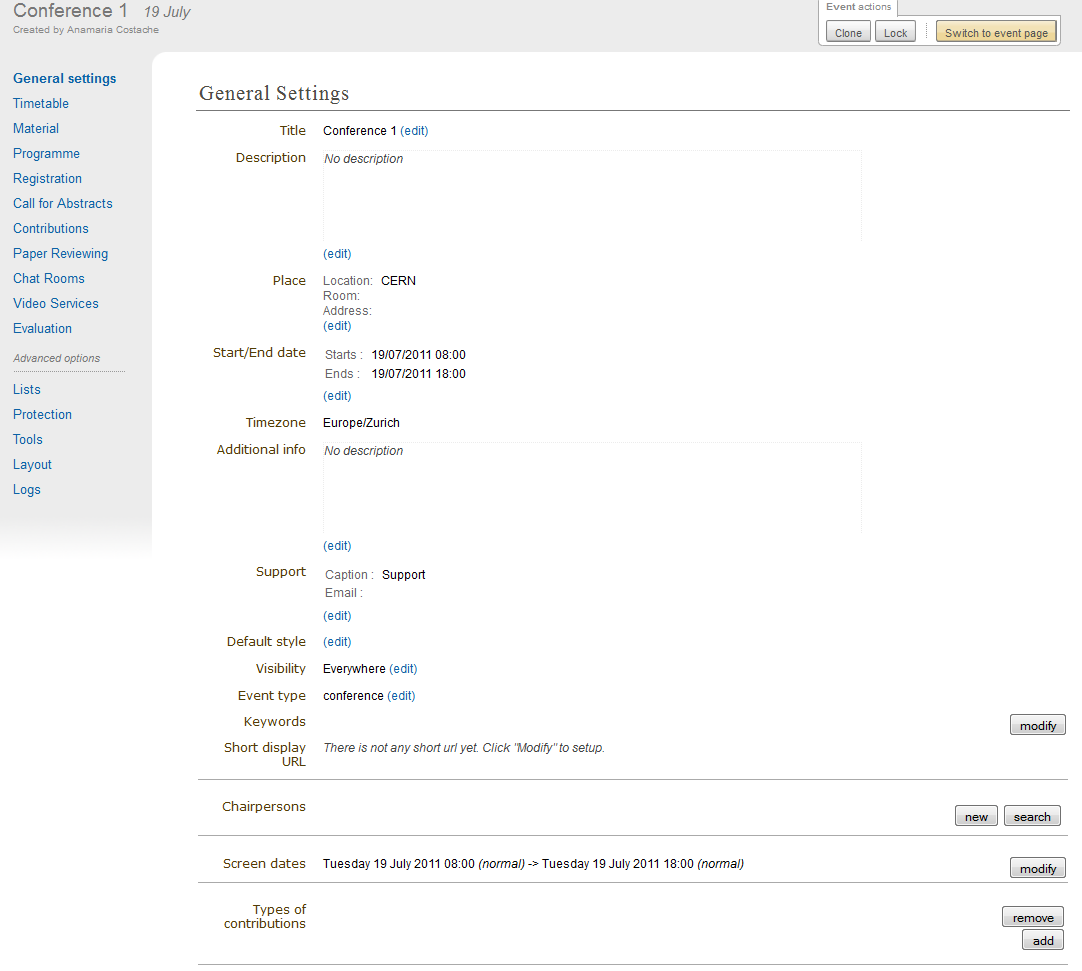 Conference 1 19 July
Created by Anamaria Costache
Event actions
Clone Lock Switch to event page
General settings
Timetable
Material
Programme
Registration
Call for Abstracts
Contributions
Paper Reviewing
Chat Rooms
Video Services
Evaluation
Advanced options
Lists
Protection
Tools
Layout
Logs
General Settings
Title Conference 1 (edit)
Description No description
(edit)
Place Location: CERN
Room:
Address:
(edit)
Start/End date Starts : 19/07/2011 08:00
Ends : 19/07/2011 18:00
(edit)
Timezone Europe/Zurich
Additional info No description
(edit)
Support Caption : Support
Email :
(edit)
Default style (edit)
Visibility Everywhere (edit)
Event type conference (edit)
Keywords
modify
Short display There is not any short url yet. Click "Modify" to setup.
URL
Chairpersons
new search
Screen dates Tuesday 19 July 2011 08:00 (normal) -> Tuesday 19 July 2011 18:00 (normal)
modify
Types of
contributions
remove
add